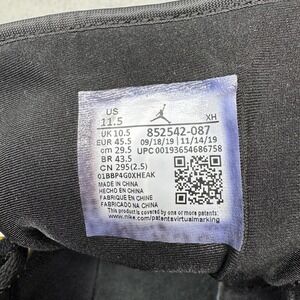 US
11.5
XH
UK 10.5
852542-087
EUR 45.5
09/18/19
11/14/19
cm 29.5
UPC 00193654686758
BR 43.5
CN 295(2.5)
01BBP4G0XHEAK
MADE IN CHINA
HECHO EN CHINA
FABRIQUÉ EN CHINE
FABRICADO NA CHINA
This product is covered by one or more patents.
www.nike.com/patentsvirtualmarking